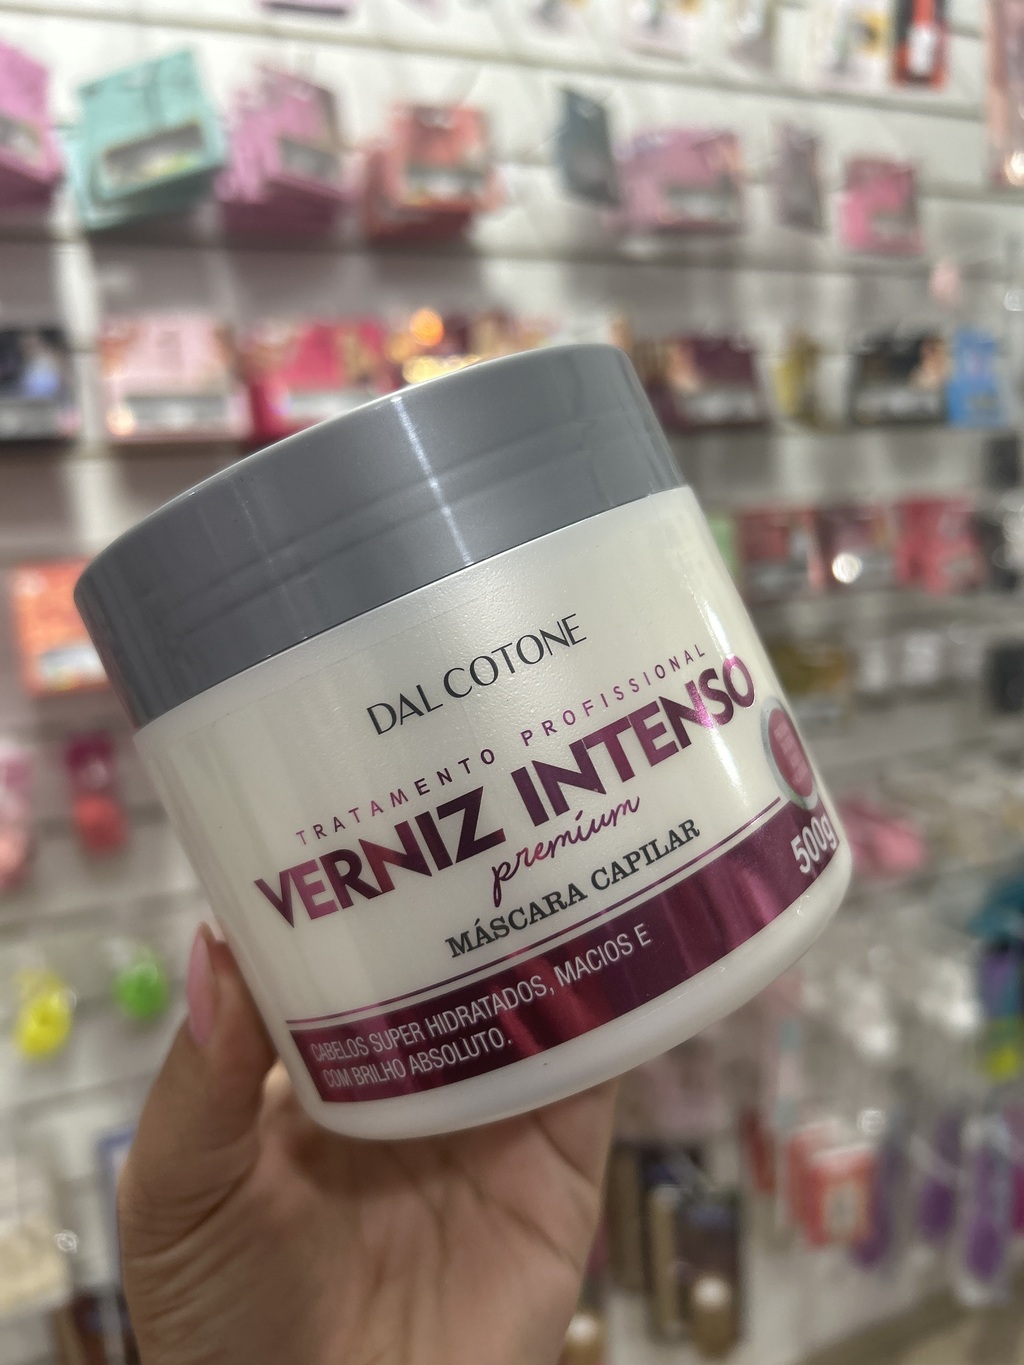 DAL COTONE
TRATAMENTO PROFISSIONAL
VERNIZ INTENSO
premium
MÁSCARA CAPILAR
500g
CABELOS SUPER HIDRATADOS, MACIOS E
COM BRILHO ABSOLUTO.